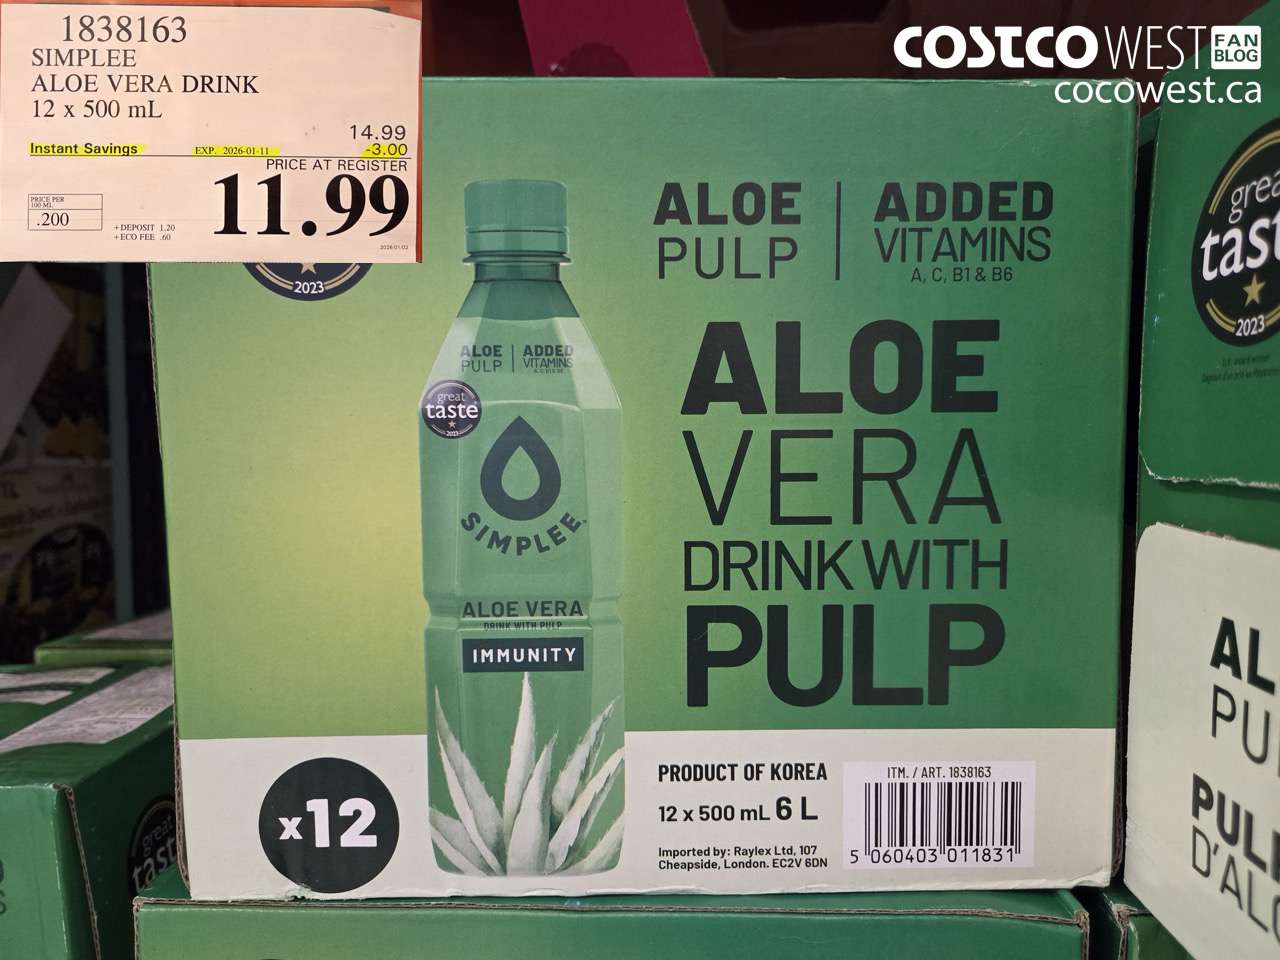 1838163
SIMPLEE
ALOE VERA DRINK
12 x 500 mL
14.99
Instant Savings EXP. 2026-01-11 -3.00
PRICE AT REGISTER
11.99
PRICE PER
100 ML
.200
+DEPOSIT 1.20
+ECO FEE .60
2026/01/02
COSTCO WEST FAN BLOG
cocowest.ca
2023
ALOE PULP
ADDED VITAMINS
A, C, B1 & B6
ALOE
VERA
DRINK WITH
PULP
ALOE PULP
ADDED VITAMINS
great
taste
2023
SIMPLEE
ALOE VERA
DRINK WITH PULP
IMMUNITY
x12
PRODUCT OF KOREA
12 x 500 mL 6 L
Imported by: Raylex Ltd, 107
Cheapside, London. EC2V 6DN
ITM. / ART. 1838163
5 060403 011831
great
tast
2023
AL
PU
PUL
D'AL
great
tast